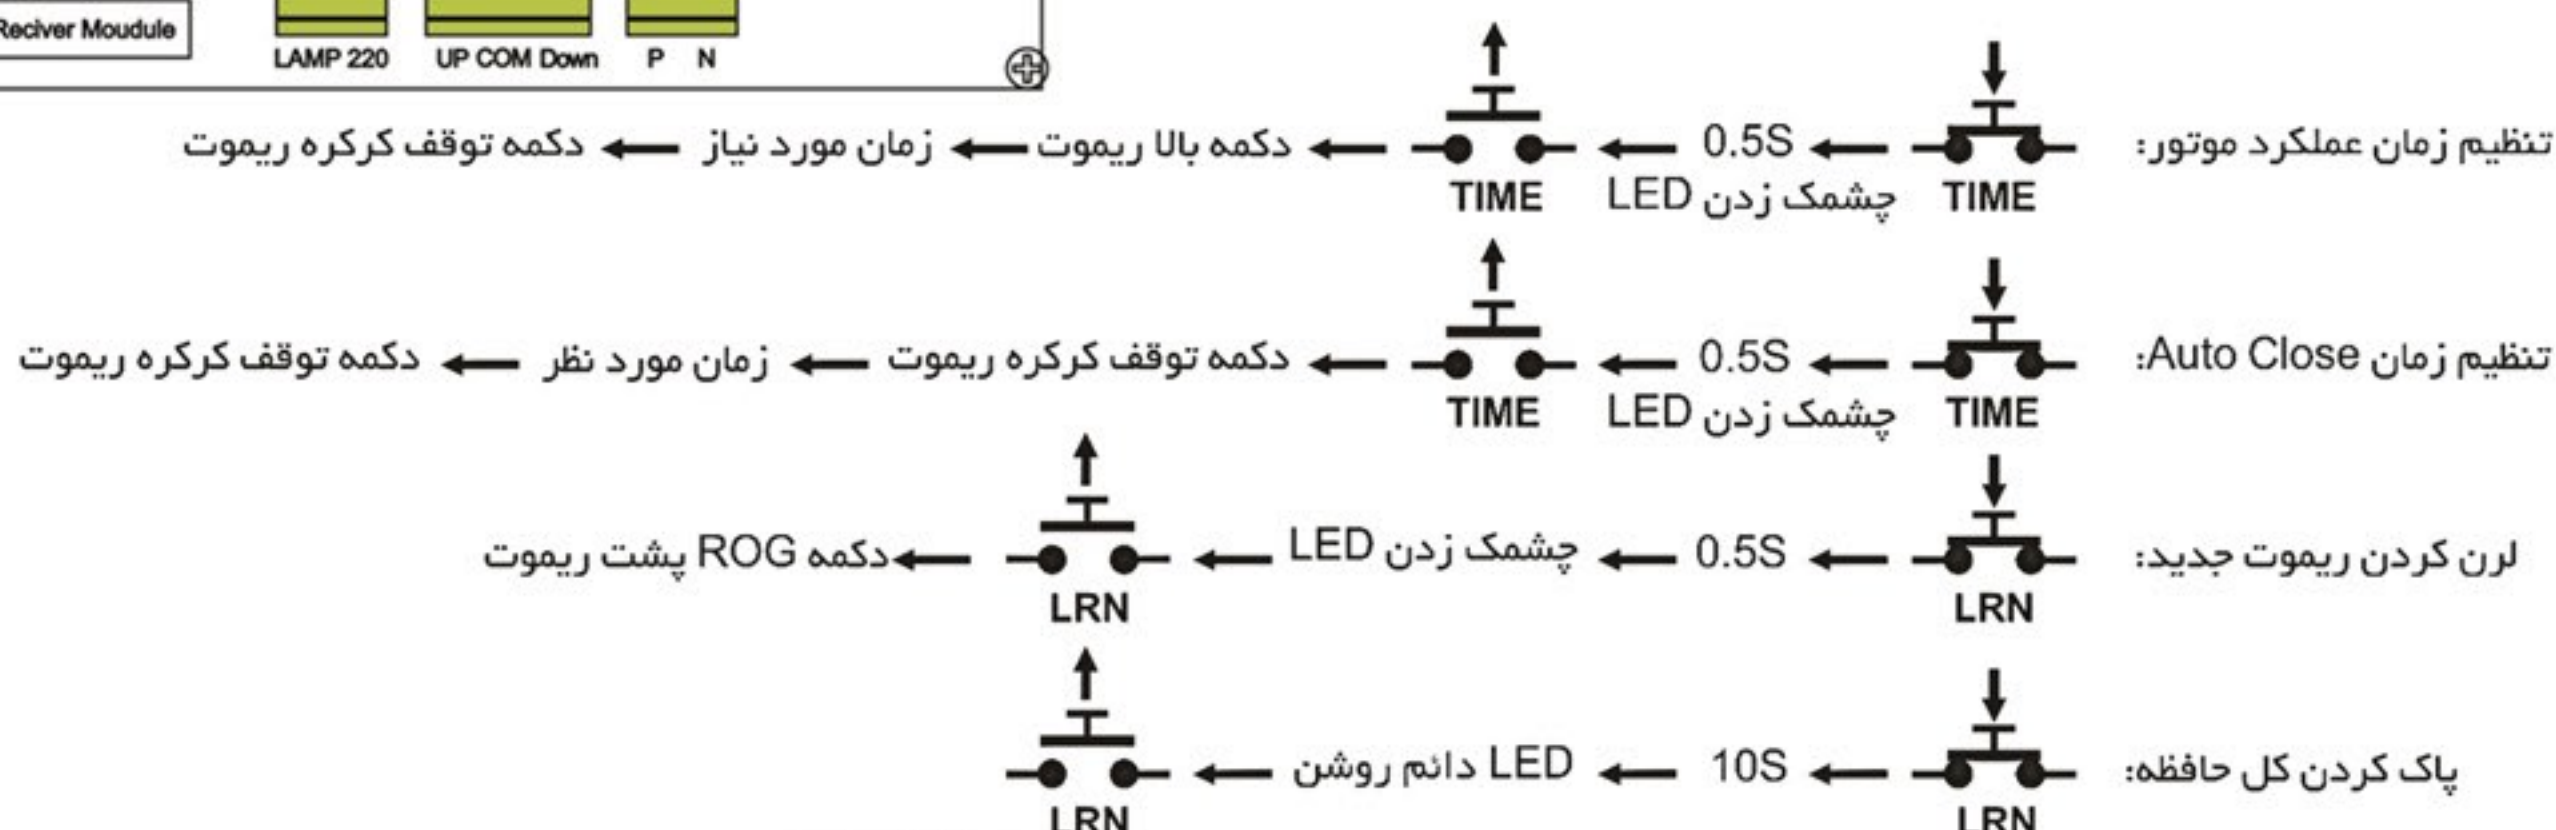 Reciver Moudule
LAMP 220 UP COM Down P N
تنظیم زمان عملکرد موتور: 0.5S دکمه بالا ریموت زمان مورد نیاز دکمه توقف کرکره ریموت
TIME چشمک زدن LED TIME
تنظیم زمان Auto Close: 0.5S دکمه توقف کرکره ریموت زمان مورد نظر دکمه توقف کرکره ریموت
TIME چشمک زدن LED TIME
لرن کردن ریموت جدید: 0.5S چشمک زدن LED دکمه ROG پشت ریموت
LRN LRN
پاک کردن کل حافظه: 10S LED دائم روشن
LRN LRN